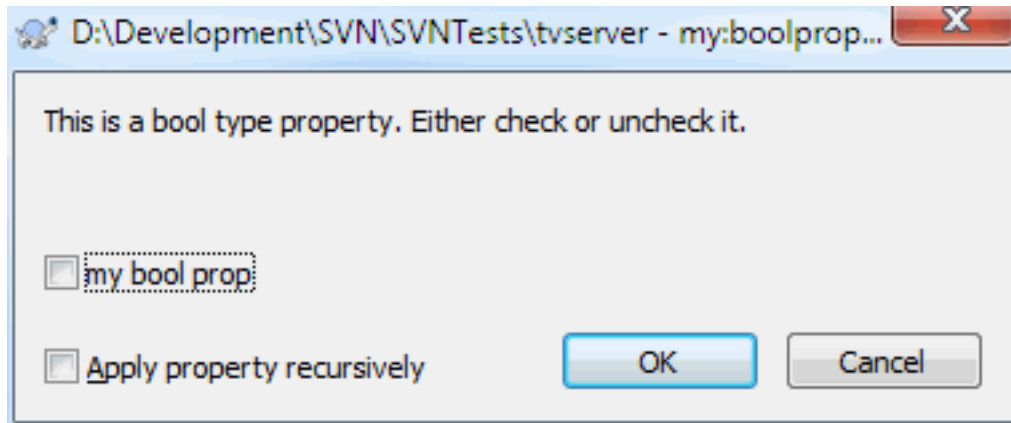 D:\Development\SVN\SVNTests\tvserver - my:boolprop...
This is a bool type property. Either check or uncheck it.
my bool prop
Apply property recursively
OK
Cancel